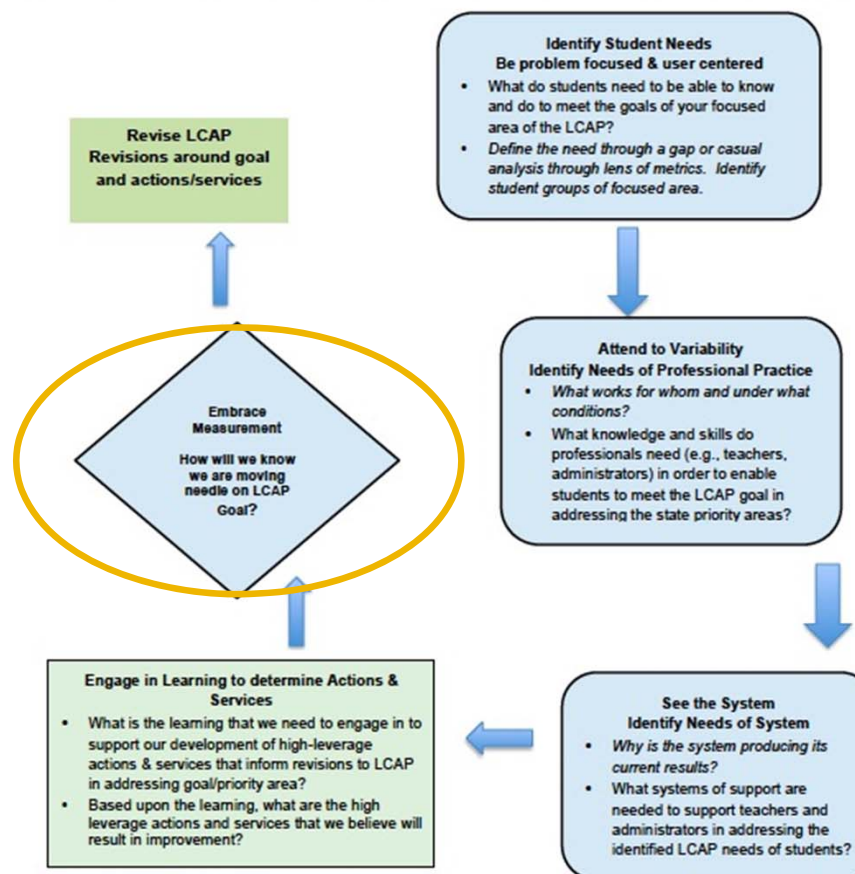 Identify Student Needs
Be problem focused & user centered
• What do students need to be able to know
and do to meet the goals of your focused
area of the LCAP?
• Define the need through a gap or casual
analysis through lens of metrics. Identify
student groups of focused area.
Attend to Variability
Identify Needs of Professional Practice
• What works for whom and under what
conditions?
• What knowledge and skills do
professionals need (e.g., teachers,
administrators) in order to enable
students to meet the LCAP goal in
addressing the state priority areas?
See the System
Identify Needs of System
• Why is the system producing its
current results?
• What systems of support are
needed to support teachers and
administrators in addressing the
identified LCAP needs of students?
Engage in Learning to determine Actions &
Services
• What is the learning that we need to engage in to
support our development of high-leverage
actions & services that inform revisions to LCAP
in addressing goal/priority area?
• Based upon the learning, what are the high
leverage actions and services that we believe will
result in improvement?
Embrace
Measurement
How will we know
we are moving
needle on LCAP
Goal?
Revise LCAP
Revisions around goal
and actions/services